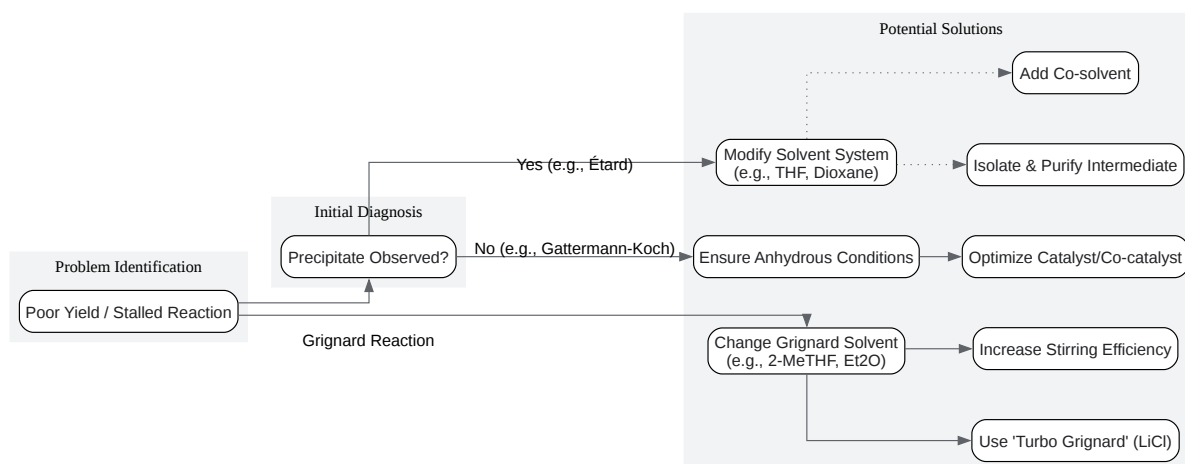 Potential Solutions
Add Co-solvent
Modify Solvent System
(e.g., THF, Dioxane)
Yes (e.g., Étard)
Isolate & Purify Intermediate
Initial Diagnosis
Precipitate Observed?
No (e.g., Gattermann-Koch)
Ensure Anhydrous Conditions
Optimize Catalyst/Co-catalyst
Problem Identification
Poor Yield / Stalled Reaction
Grignard Reaction
Change Grignard Solvent
(e.g., 2-MeTHF, Et2O)
Increase Stirring Efficiency
Use 'Turbo Grignard' (LiCl)